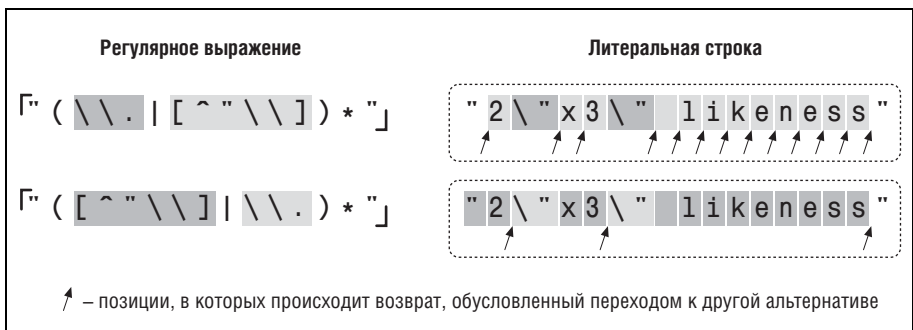 Регулярное выражение
Литеральная строка
「"(\\.|[^"\\])*"」
"2\"x3\" likeness"
「"([^"\\]|\\.)*"」
"2\"x3\" likeness"
– позиции, в которых происходит возврат, обусловленный переходом к другой альтернативе